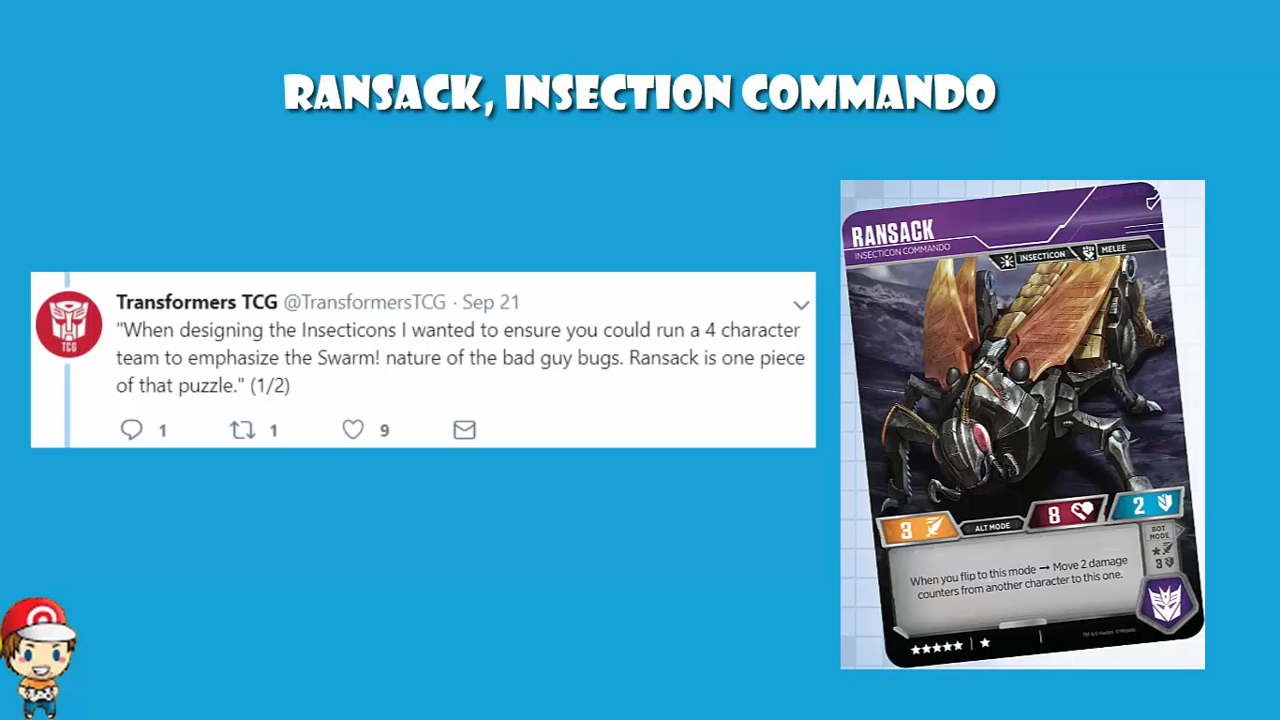 RANSACK, INSECTION COMMANDO
Transformers TCG @TransformersTCG · Sep 21
"When designing the Insecticons I wanted to ensure you could run a 4 character
team to emphasize the Swarm! nature of the bad guy bugs. Ransack is one piece
of that puzzle." (1/2)
1 1 9
TCG
RANSACK
INSECTICON COMMANDO
INSECTICON MELEE
3 ALT MODE 8 2
BOT
MODE
★
3
When you flip to this mode → Move 2 damage
counters from another character to this one.
★★★★★ | ★